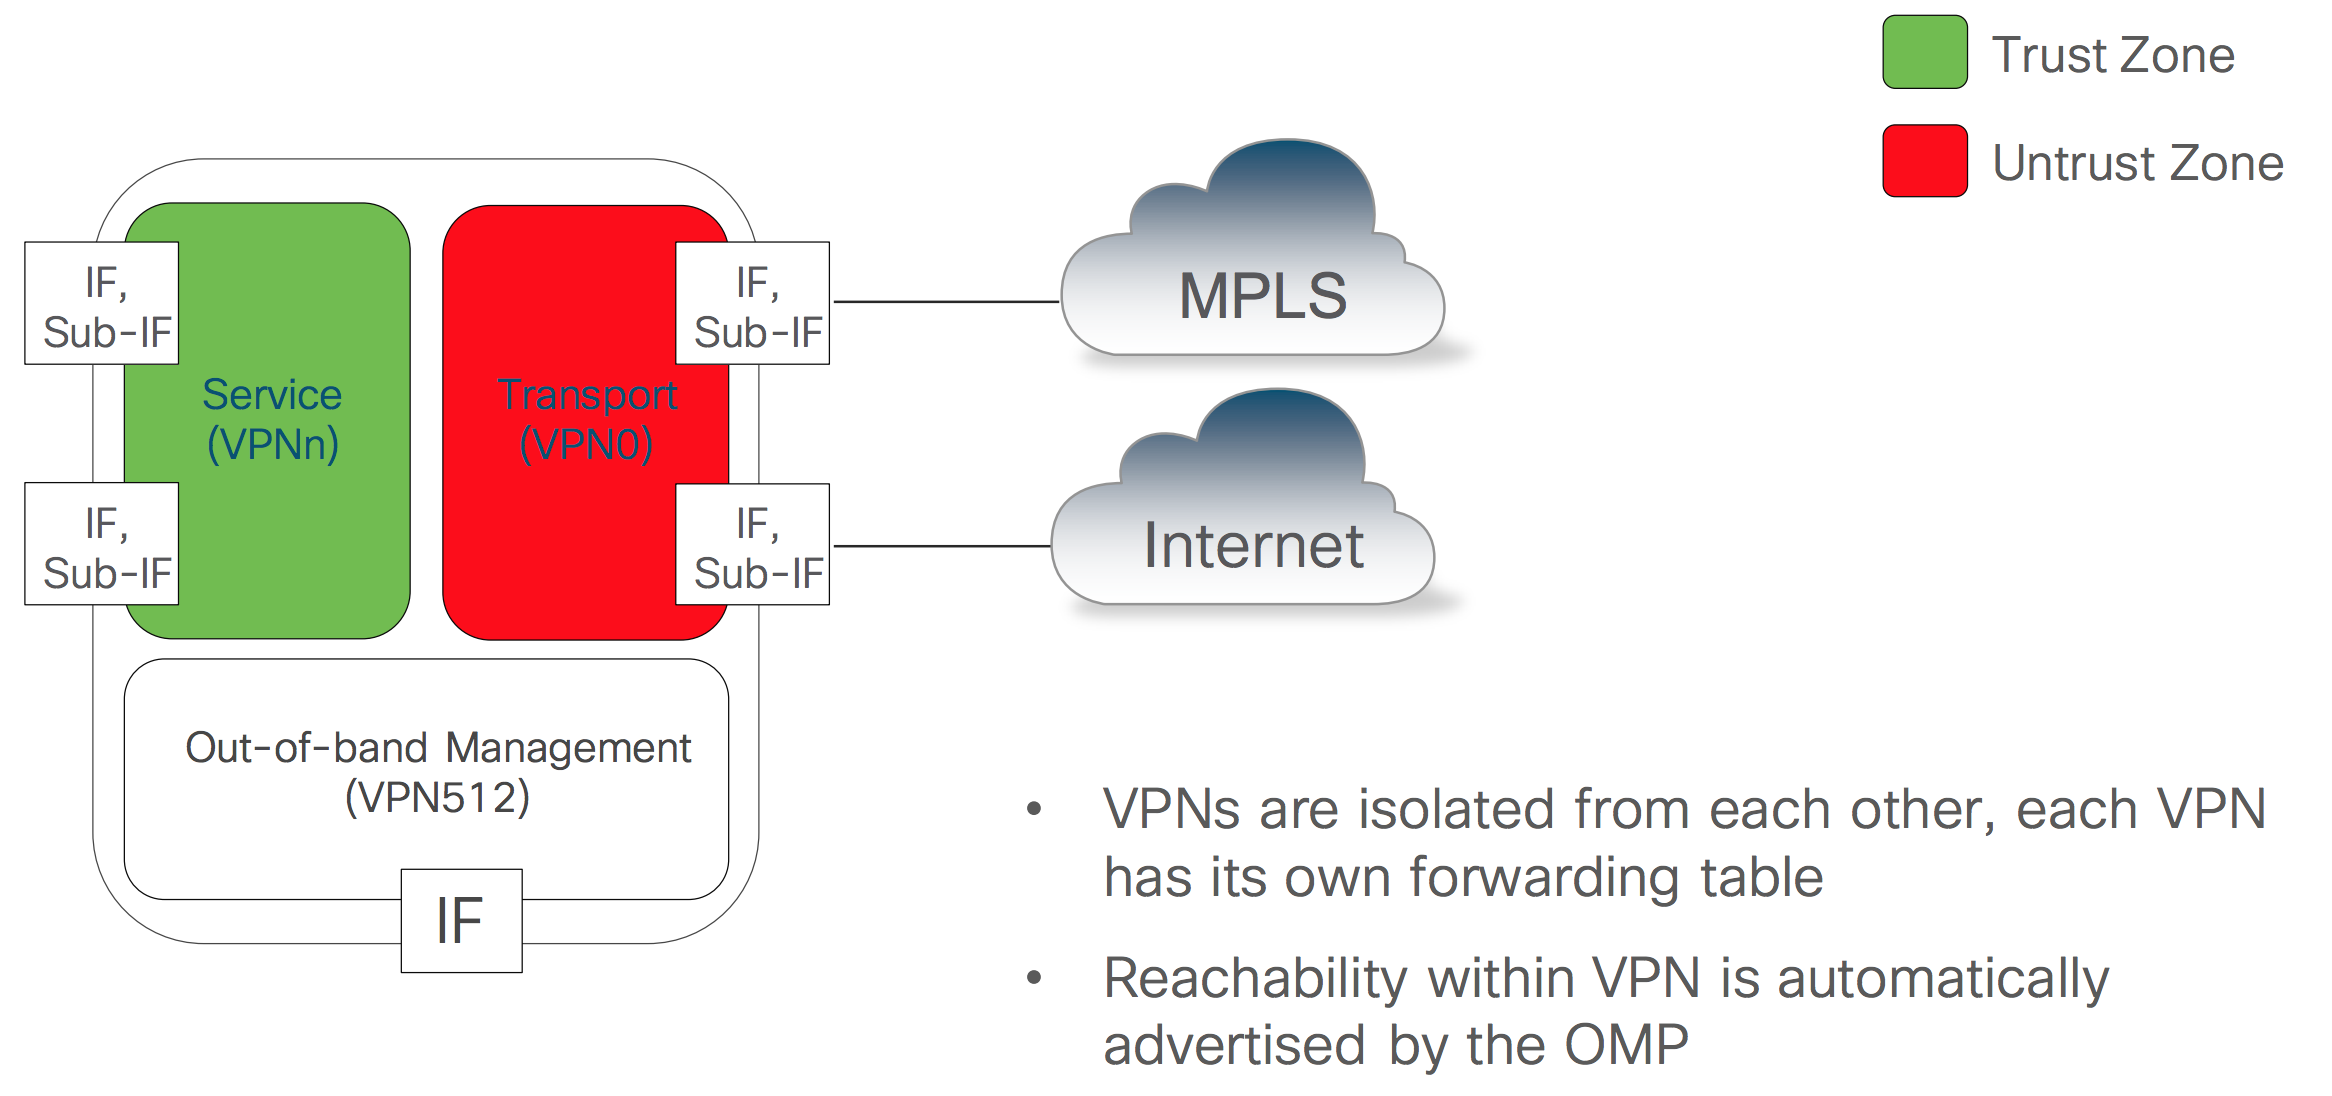 Trust Zone
Untrust Zone
IF,
Sub-IF
IF,
Sub-IF
Service
(VPNn)
Transport
(VPN0)
IF,
Sub-IF
IF,
Sub-IF
MPLS
Internet
Out-of-band Management
(VPN512)
IF
• VPNs are isolated from each other, each VPN
has its own forwarding table
• Reachability within VPN is automatically
advertised by the OMP